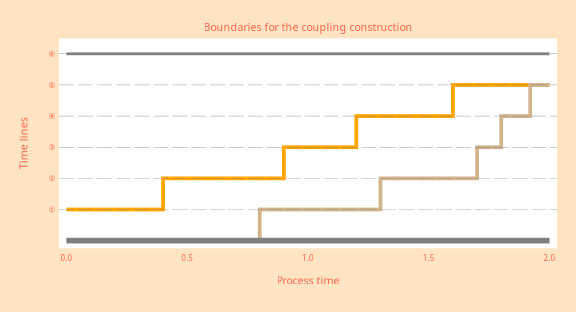 Boundaries for the coupling construction
Time lines
⑥
⑤
④
③
②
①
0.0 0.5 1.0 1.5 2.0
Process time